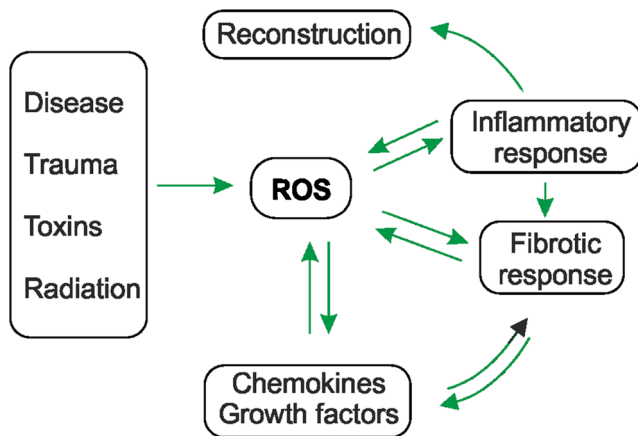 Reconstruction
Disease
Trauma
Toxins
Radiation
ROS
Inflammatory
response
Fibrotic
response
Chemokines
Growth factors